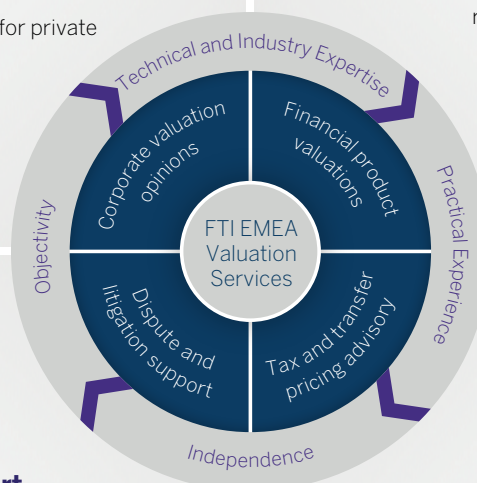 for private
Technical and Industry Expertise
Corporate valuation
opinions
Financial product
valuations
Objectivity
Practical Experience
FTI EMEA
Valuation
Services
Dispute and
litigation support
Tax and transfer
pricing advisory
Independence